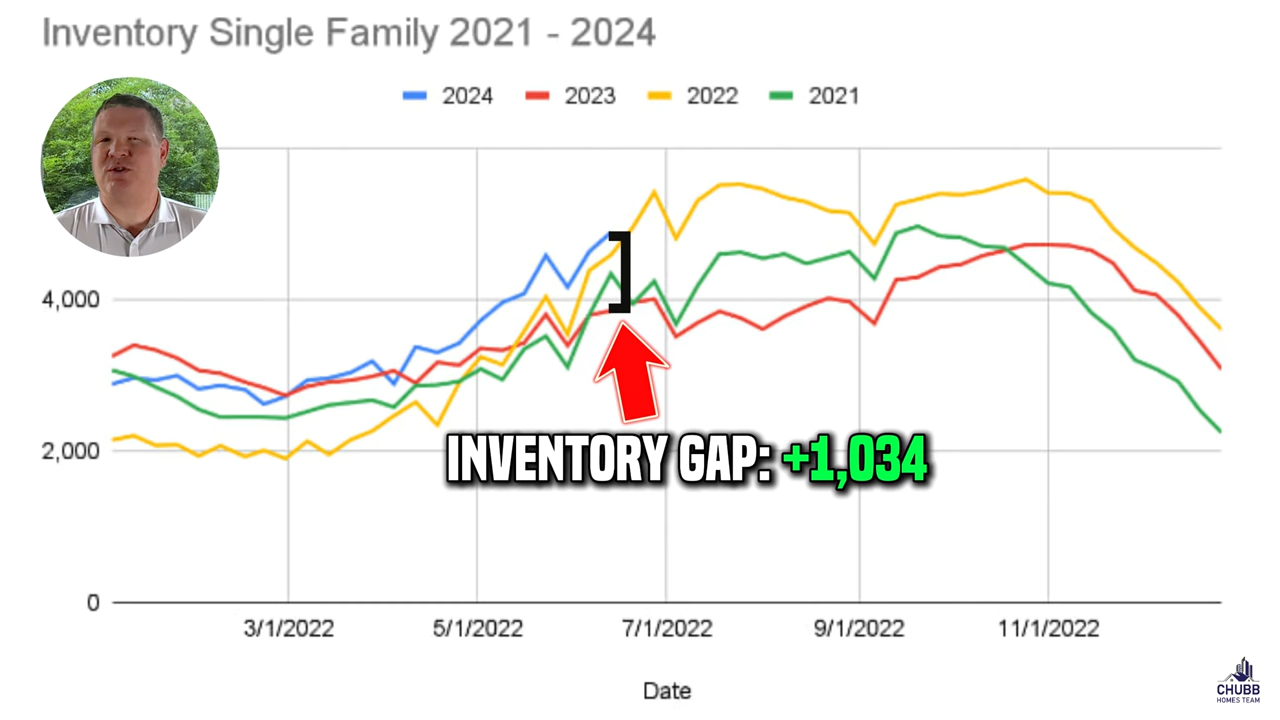 Inventory Single Family 2021 - 2024
2024 2023 2022 2021
4,000
2,000
0
INVENTORY GAP: +1,034
3/1/2022 5/1/2022 7/1/2022 9/1/2022 11/1/2022
Date
CHUBB
HOMES TEAM